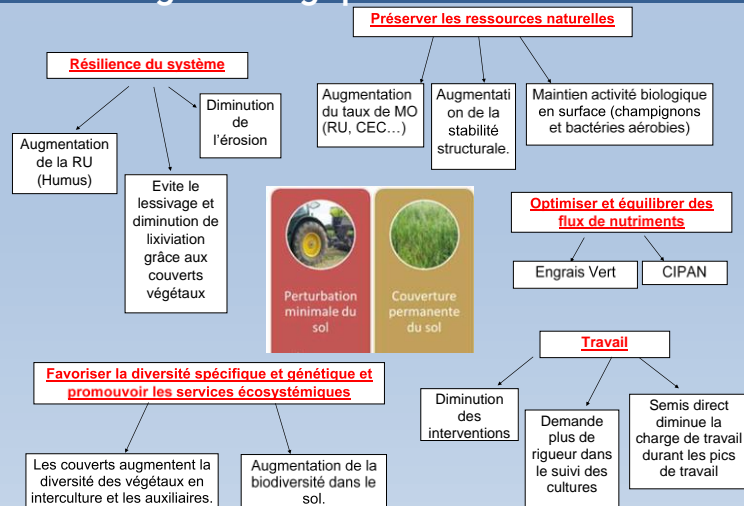 Préserver les ressources naturelles
Résilience du système
Augmentation
de la RU
(Humus)
Evite le
lessivage et
diminution de
lixiviation
grâce aux
couverts
végétaux
Diminution
de
l'érosion
Augmentation
du taux de MO
(RU, CEC…)
Augmentati
on de la
stabilité
structurale.
Maintien activité biologique
en surface (champignons
et bactéries aérobies)
Perturbation
minimale du
sol
Couverture
permanente
du sol
Optimiser et équilibrer des
flux de nutriments
Engrais Vert
CIPAN
Favoriser la diversité spécifique et génétique et
promouvoir les services écosystémiques
Les couverts augmentent la
diversité des végétaux en
interculture et les auxiliaires.
Augmentation de la
biodiversité dans le
sol.
Travail
Diminution
des
interventions
Demande
plus de
rigueur dans
le suivi des
cultures
Semis direct
diminue la
charge de travail
durant les pics
de travail